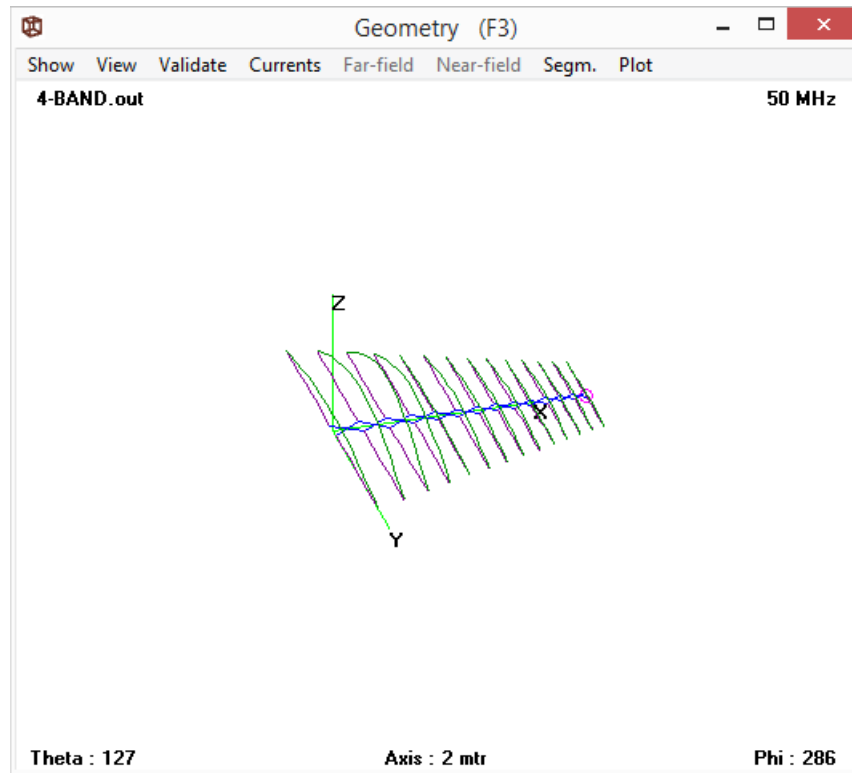 Geometry (F3)
Show View Validate Currents Far-field Near-field Segm. Plot
4-BAND.out 50 MHz
Z
X
Y
Theta : 127 Axis : 2 mtr Phi : 286